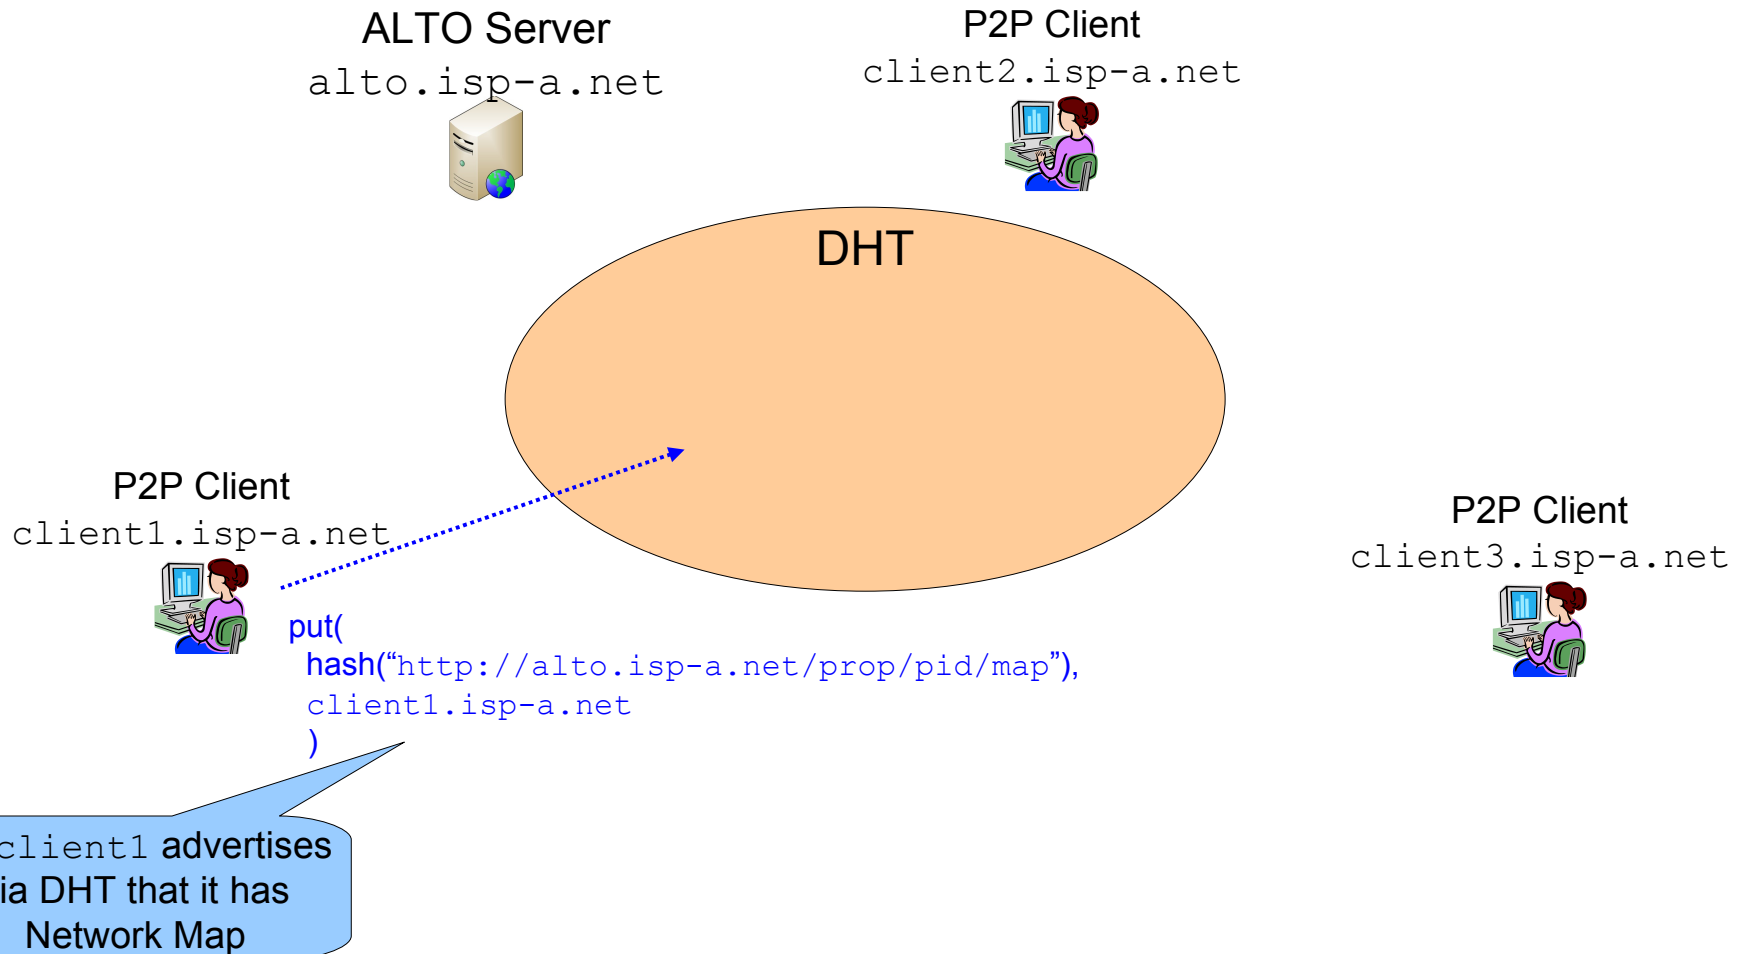 ALTO Server
alto.isp-a.net
P2P Client
client2.isp-a.net
DHT
P2P Client
client1.isp-a.net
P2P Client
client3.isp-a.net
put(
hash(“http://alto.isp-a.net/prop/pid/map”),
client1.isp-a.net
)
client1 advertises
ia DHT that it has
Network Map